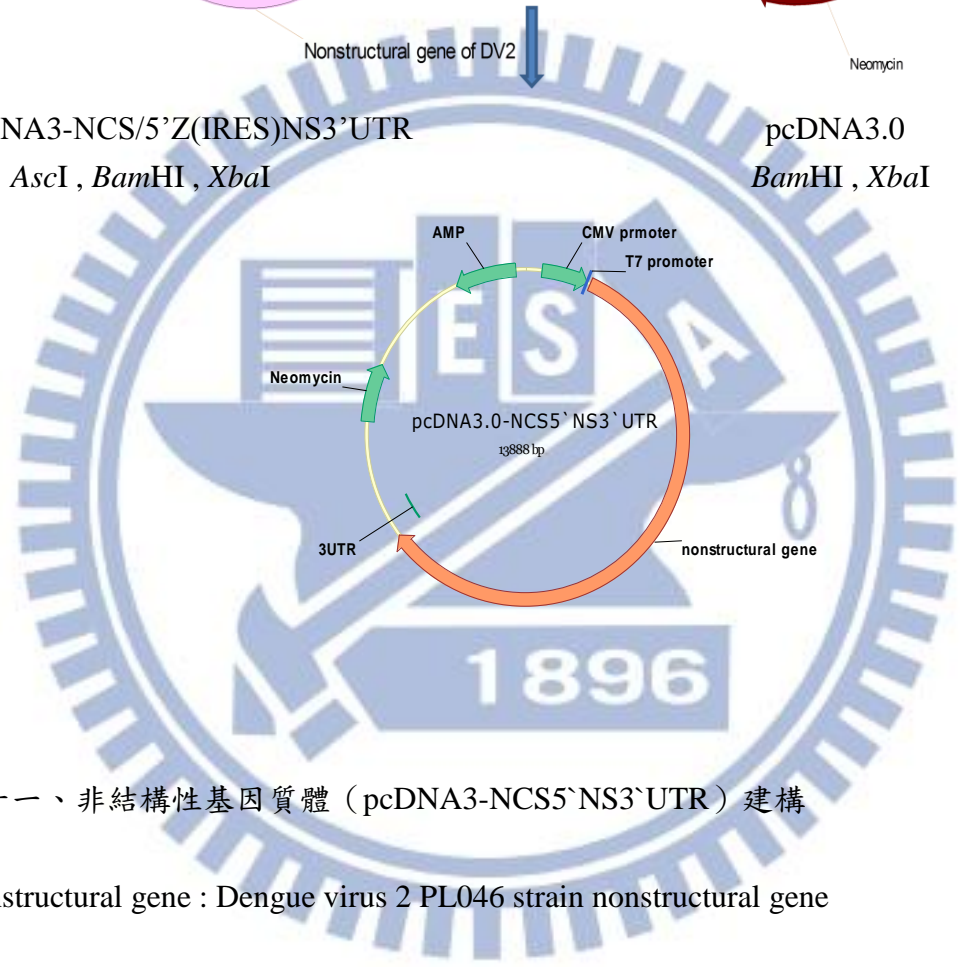 Nonstructural gene of DV2
Neomycin
NA3-NCS/5’Z(IRES)NS3’UTR
pcDNA3.0
AscI , BamHI , XbaI
BamHI , XbaI
AMP
CMV prmoter
T7 promoter
E S A
Neomycin
pcDNA3.0-NCS5`NS3`UTR
13888 bp
3UTR
nonstructural gene
1896
一、非結構性基因質體（pcDNA3-NCS5`NS3`UTR）建構
structural gene : Dengue virus 2 PL046 strain nonstructural gene